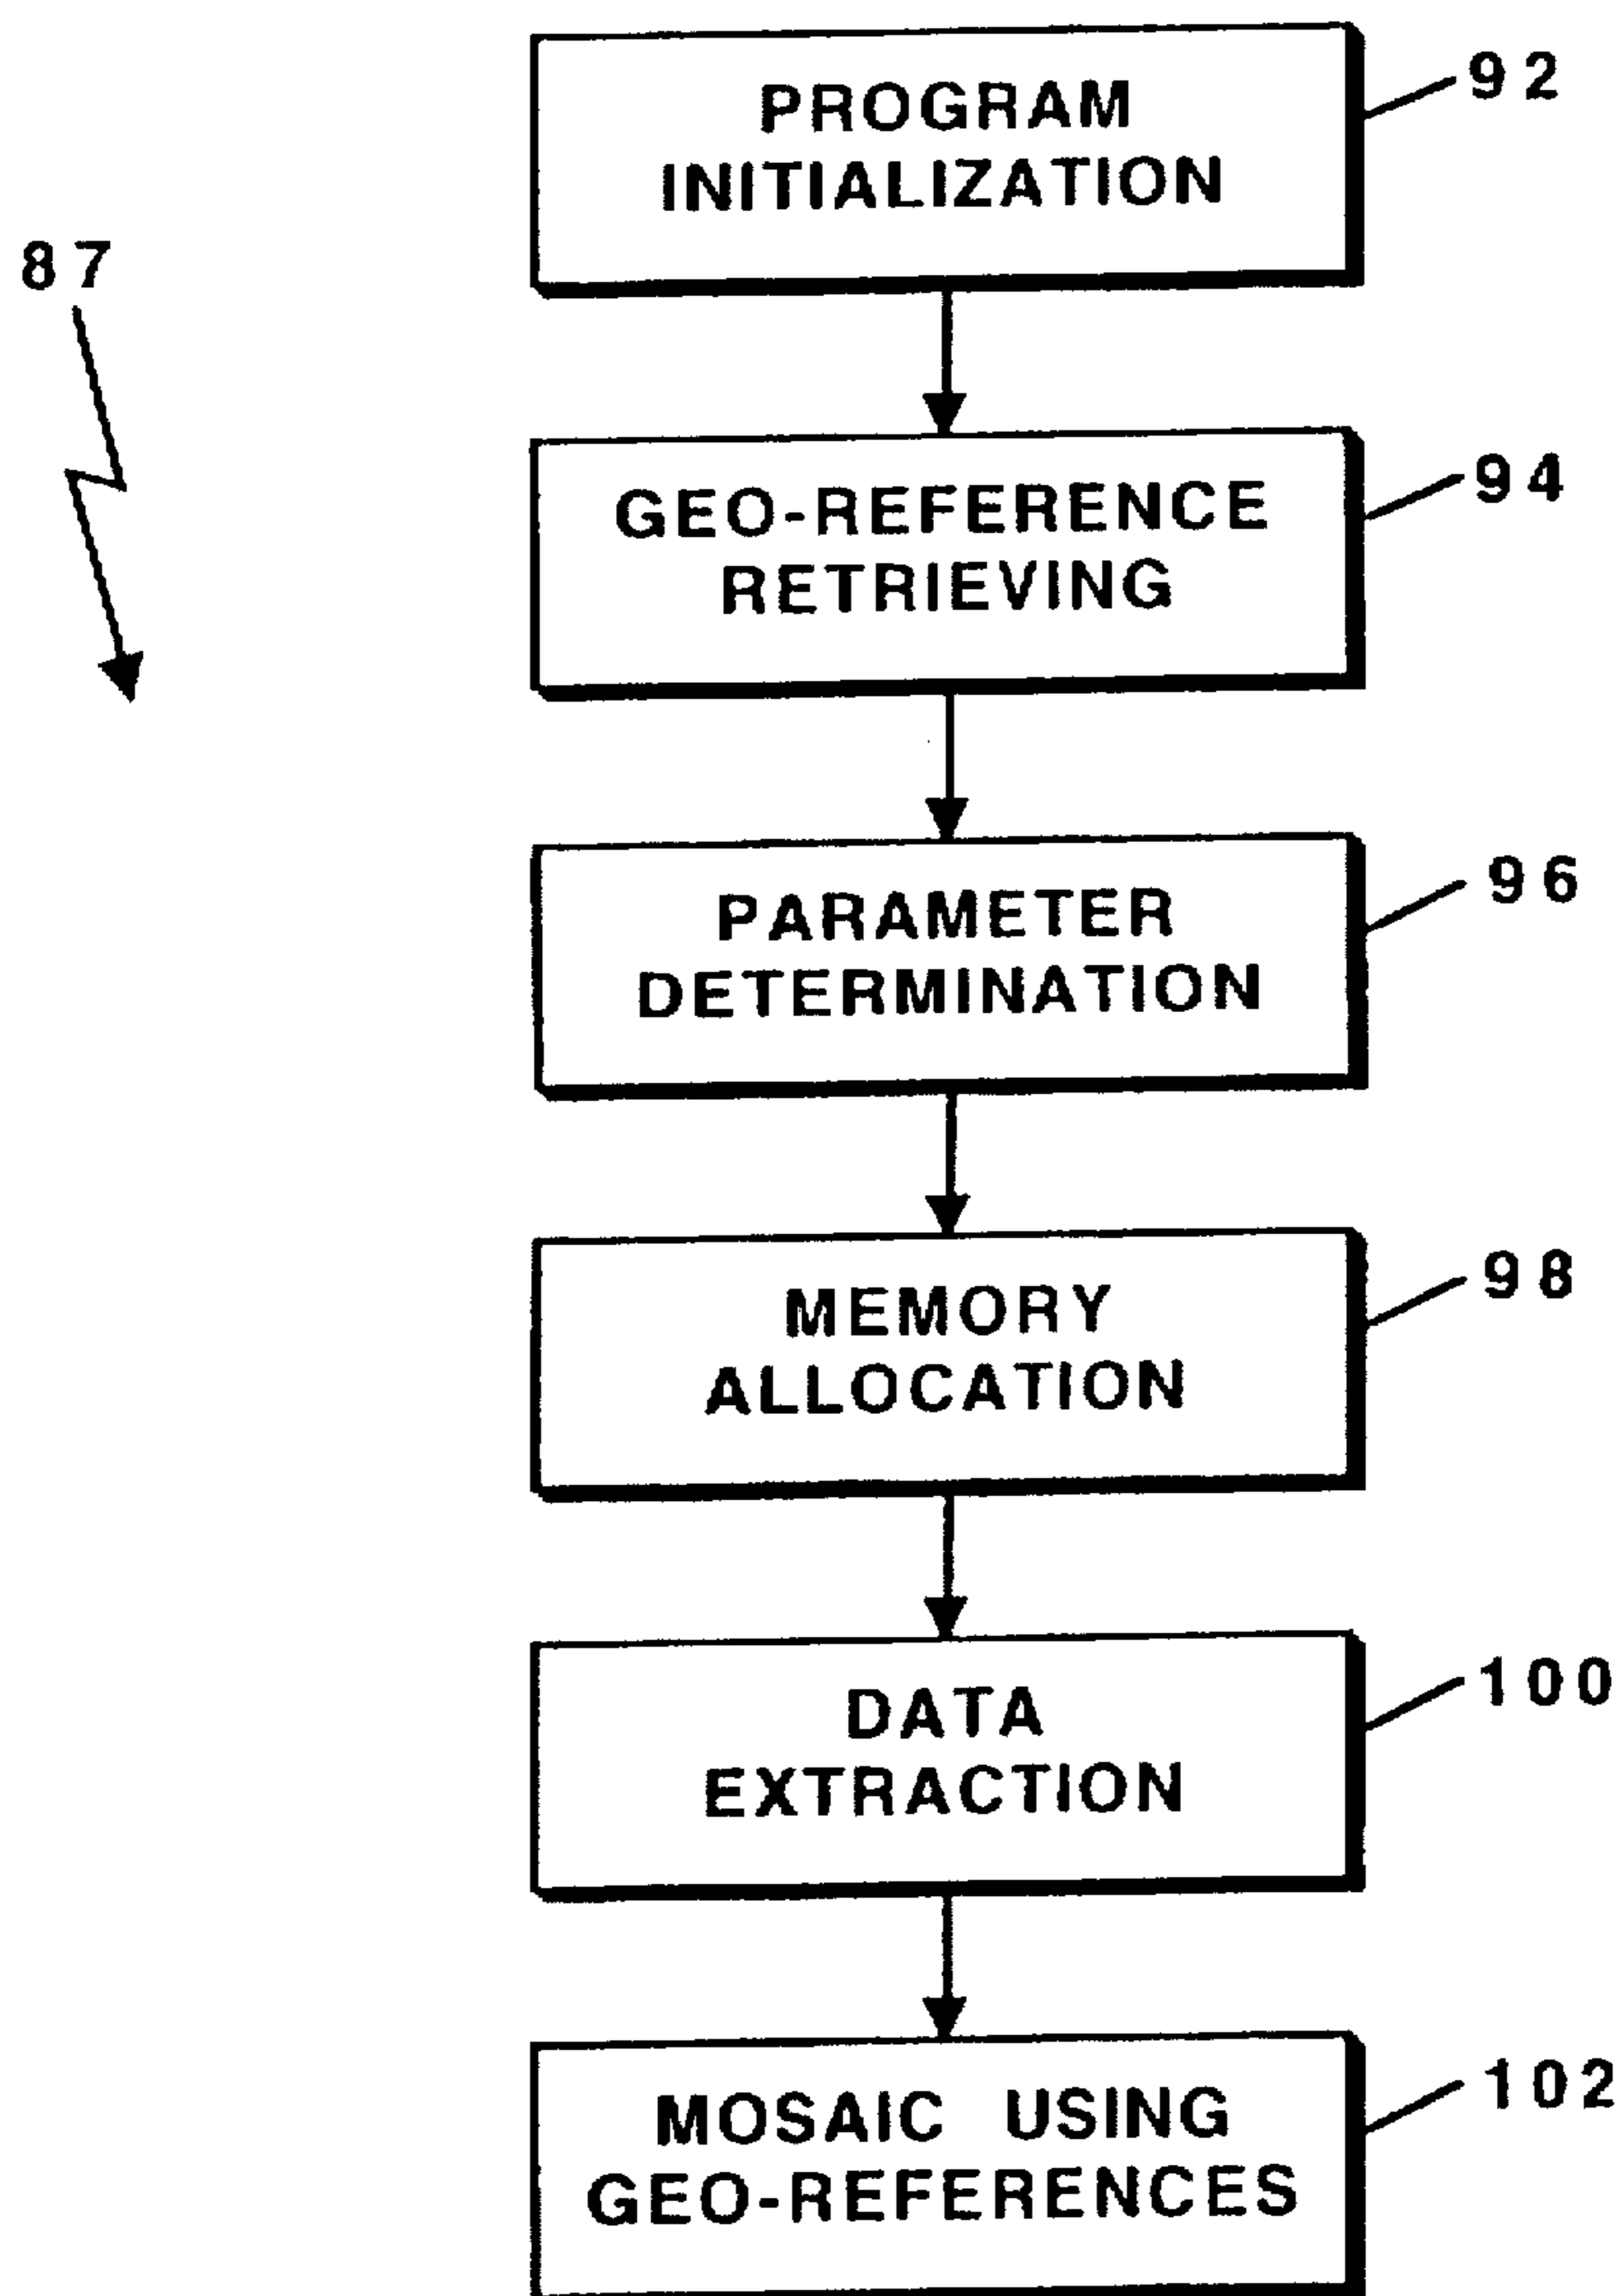 PROGRAM
INITIALIZATION
92
87
GEO-REFERENCE
RETRIEVING
94
PARAMETER
DETERMINATION
96
MEMORY
ALLOCATION
98
DATA
EXTRACTION
100
MOSAIC USING
GEO-REFERENCES
102